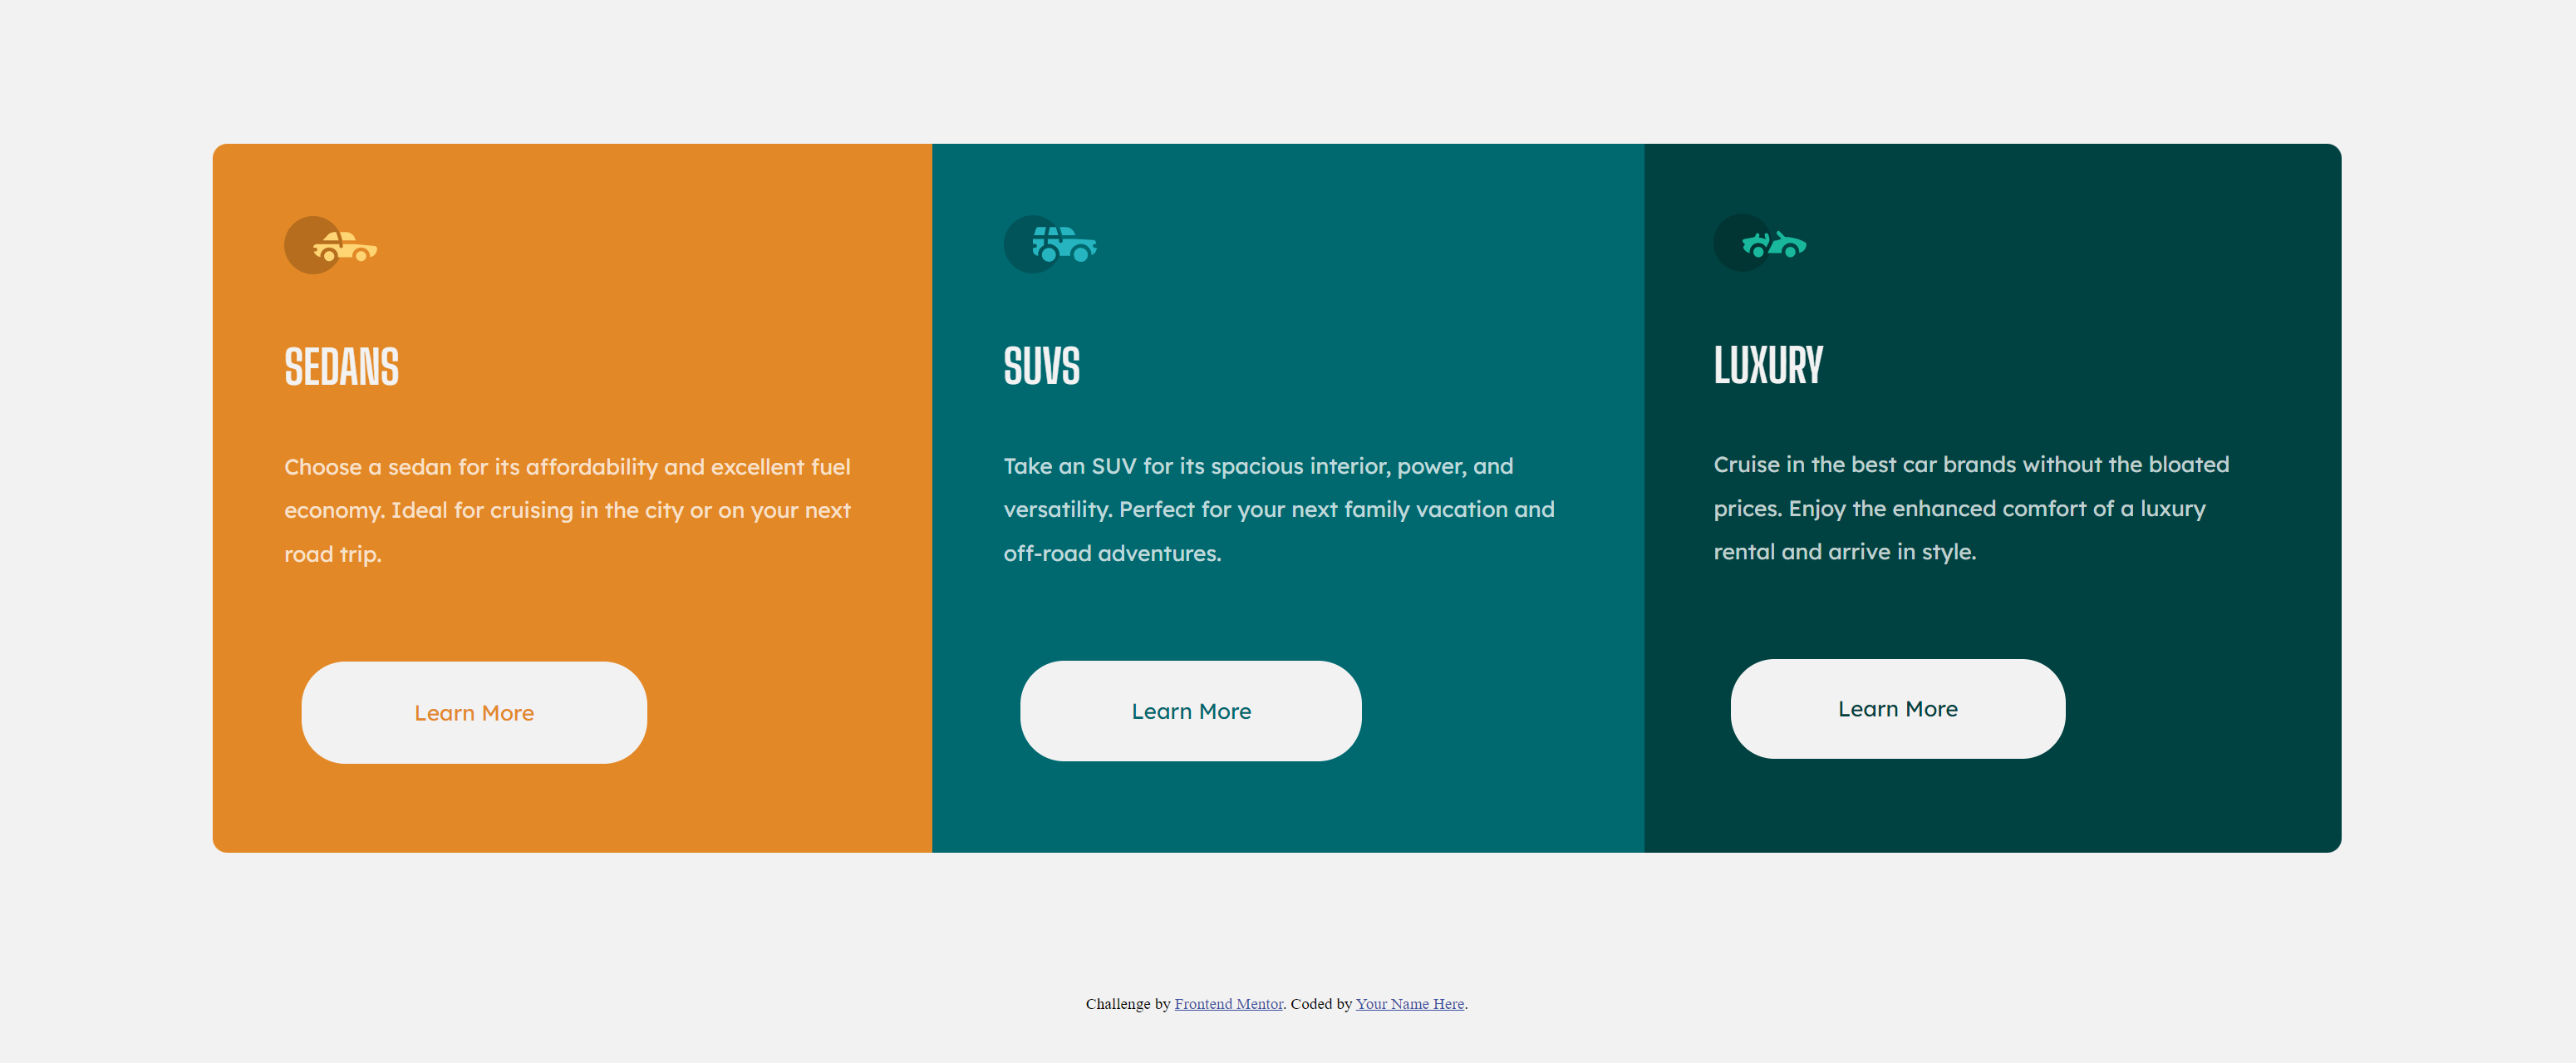 SEDANS
Choose a sedan for its affordability and excellent fuel
economy. Ideal for cruising in the city or on your next
road trip.
Learn More
SUVS
Take an SUV for its spacious interior, power, and
versatility. Perfect for your next family vacation and
off-road adventures.
Learn More
LUXURY
Cruise in the best car brands without the bloated
prices. Enjoy the enhanced comfort of a luxury
rental and arrive in style.
Learn More
Challenge by Frontend Mentor. Coded by Your Name Here.